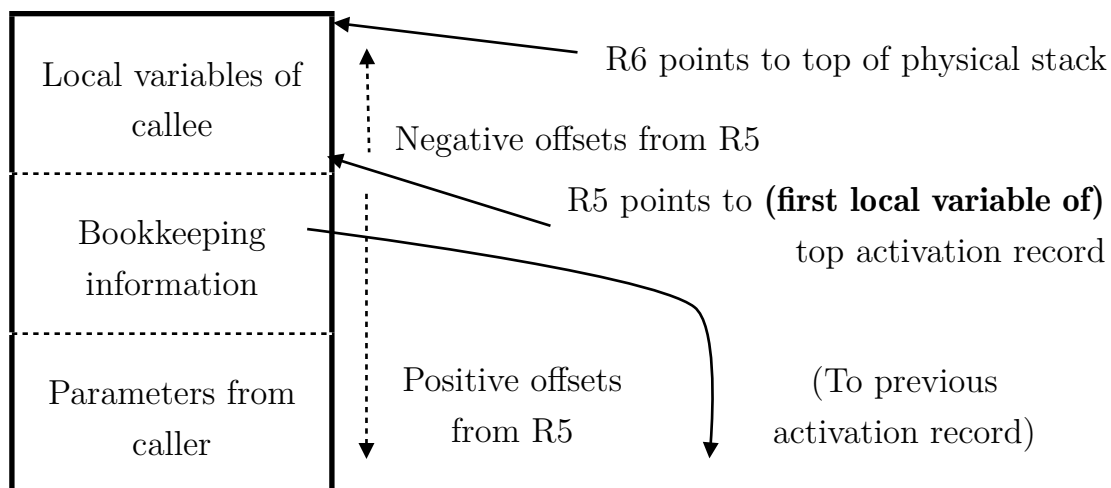 R6 points to top of physical stack
Local variables of
callee
Negative offsets from R5
R5 points to (first local variable of)
top activation record
Bookkeeping
information
Parameters from
caller
Positive offsets
from R5
(To previous
activation record)